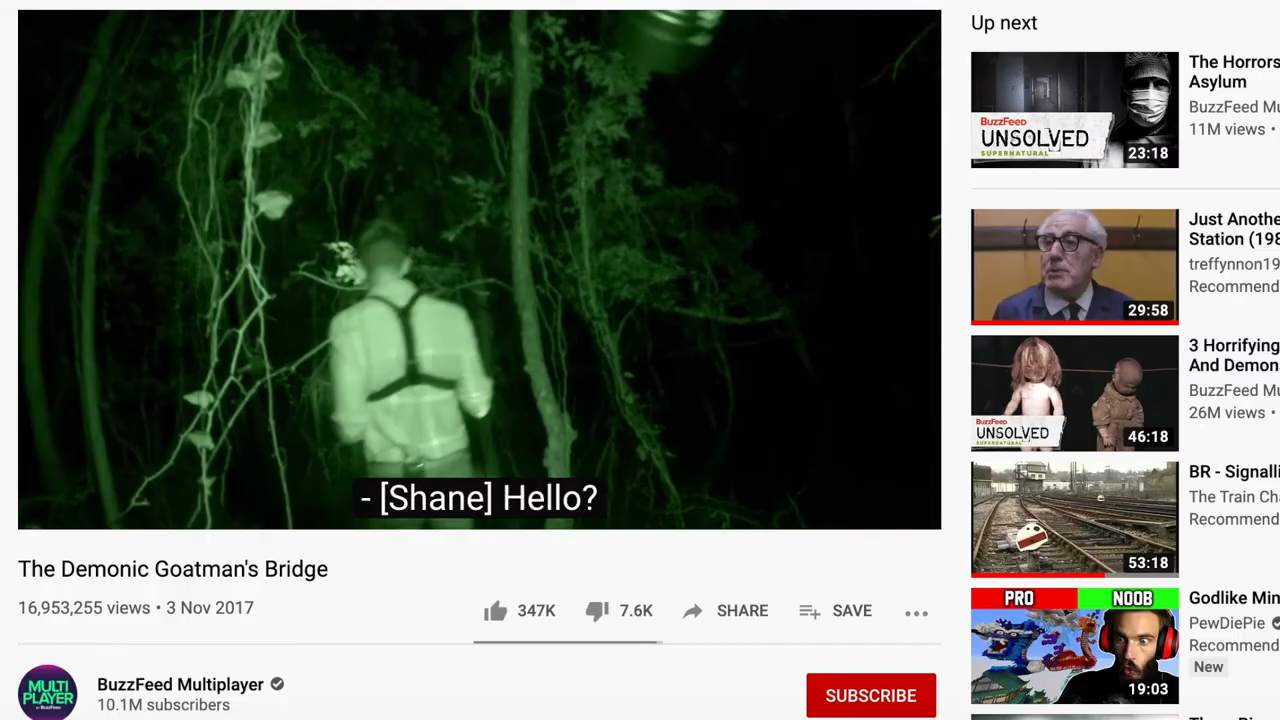 - [Shane] Hello?
The Demonic Goatman's Bridge
16,953,255 views • 3 Nov 2017
347K
7.6K
SHARE
SAVE
MULTI
PLAYER
BuzzFeed Multiplayer
10.1M subscribers
SUBSCRIBE
Up next
BuzzFeed
UNSOLVED
SUPERNATURAL
23:18
The Horrors
Asylum
BuzzFeed Mu
11M views •
29:58
Just Anothe
Station (198
treffynnon19
Recommend
BuzzFeed
UNSOLVED
SUPERNATURAL
46:18
3 Horrifying
And Demons
BuzzFeed Mu
26M views •
53:18
BR - Signalli
The Train Cha
Recommend
PRO
NOOB
19:03
Godlike Min
PewDiePie
Recommend
New